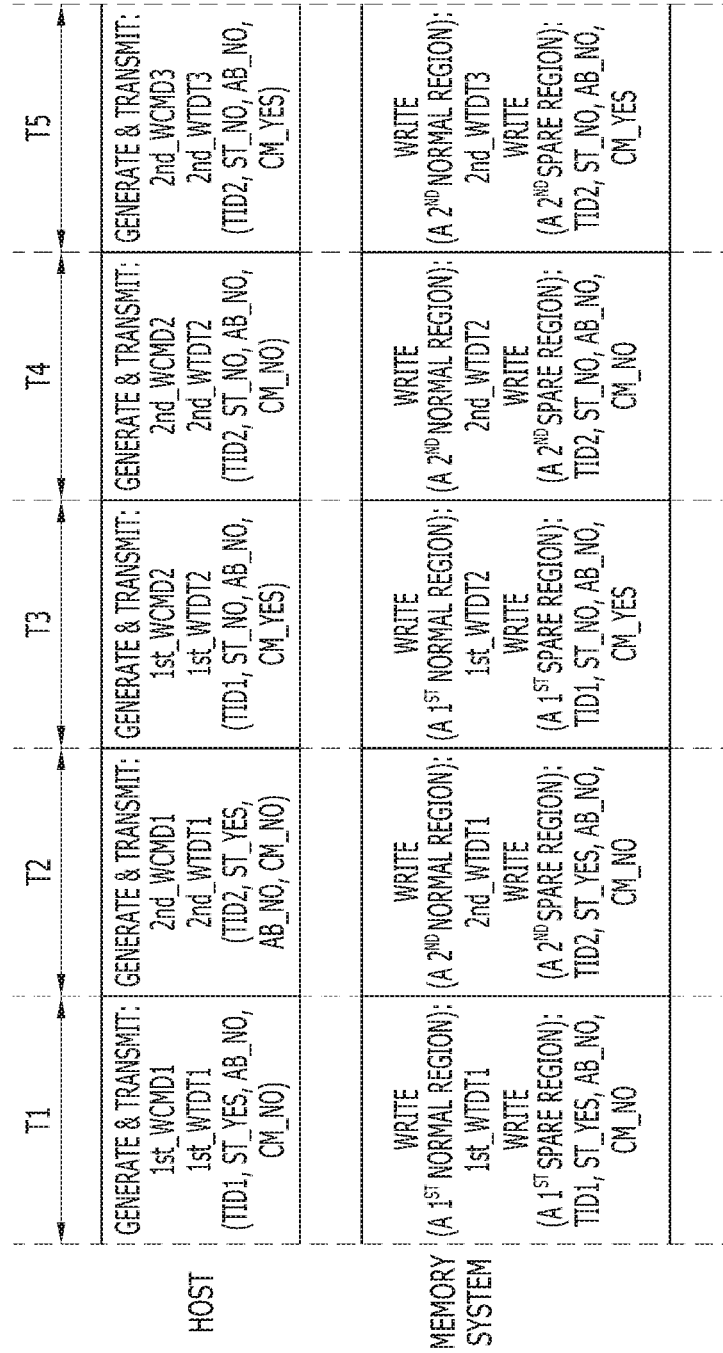 T1 T2 T3 T4 T5
HOST
GENERATE & TRANSMIT:
1st_WCMD1
1st_WTDT1
(TID1, ST_YES, AB_NO,
CM_NO)
GENERATE & TRANSMIT:
2nd_WCMD1
2nd_WTDT1
(TID2, ST_YES,
AB_NO, CM_NO)
GENERATE & TRANSMIT:
1st_WCMD2
1st_WTDT2
(TID1, ST_NO, AB_NO,
CM_YES)
GENERATE & TRANSMIT:
2nd_WCMD2
2nd_WTDT2
(TID2, ST_NO, AB_NO,
CM_NO)
GENERATE & TRANSMIT:
2nd_WCMD3
2nd_WTDT3
(TID2, ST_NO, AB_NO,
CM_YES)
MEMORY
SYSTEM
WRITE
(A 1ST NORMAL REGION):
1st_WTDT1
WRITE
(A 1ST SPARE REGION):
TID1, ST_YES, AB_NO,
CM_NO
WRITE
(A 2ND NORMAL REGION):
2nd_WTDT1
WRITE
(A 2ND SPARE REGION):
TID2, ST_YES, AB_NO,
CM_NO
WRITE
(A 1ST NORMAL REGION):
1st_WTDT2
WRITE
(A 1ST SPARE REGION):
TID1, ST_NO, AB_NO,
CM_YES
WRITE
(A 2ND NORMAL REGION):
2nd_WTDT2
WRITE
(A 2ND SPARE REGION):
TID2, ST_NO, AB_NO,
CM_NO
WRITE
(A 2ND NORMAL REGION):
2nd_WTDT3
WRITE
(A 2ND SPARE REGION):
TID2, ST_NO, AB_NO,
CM_YES